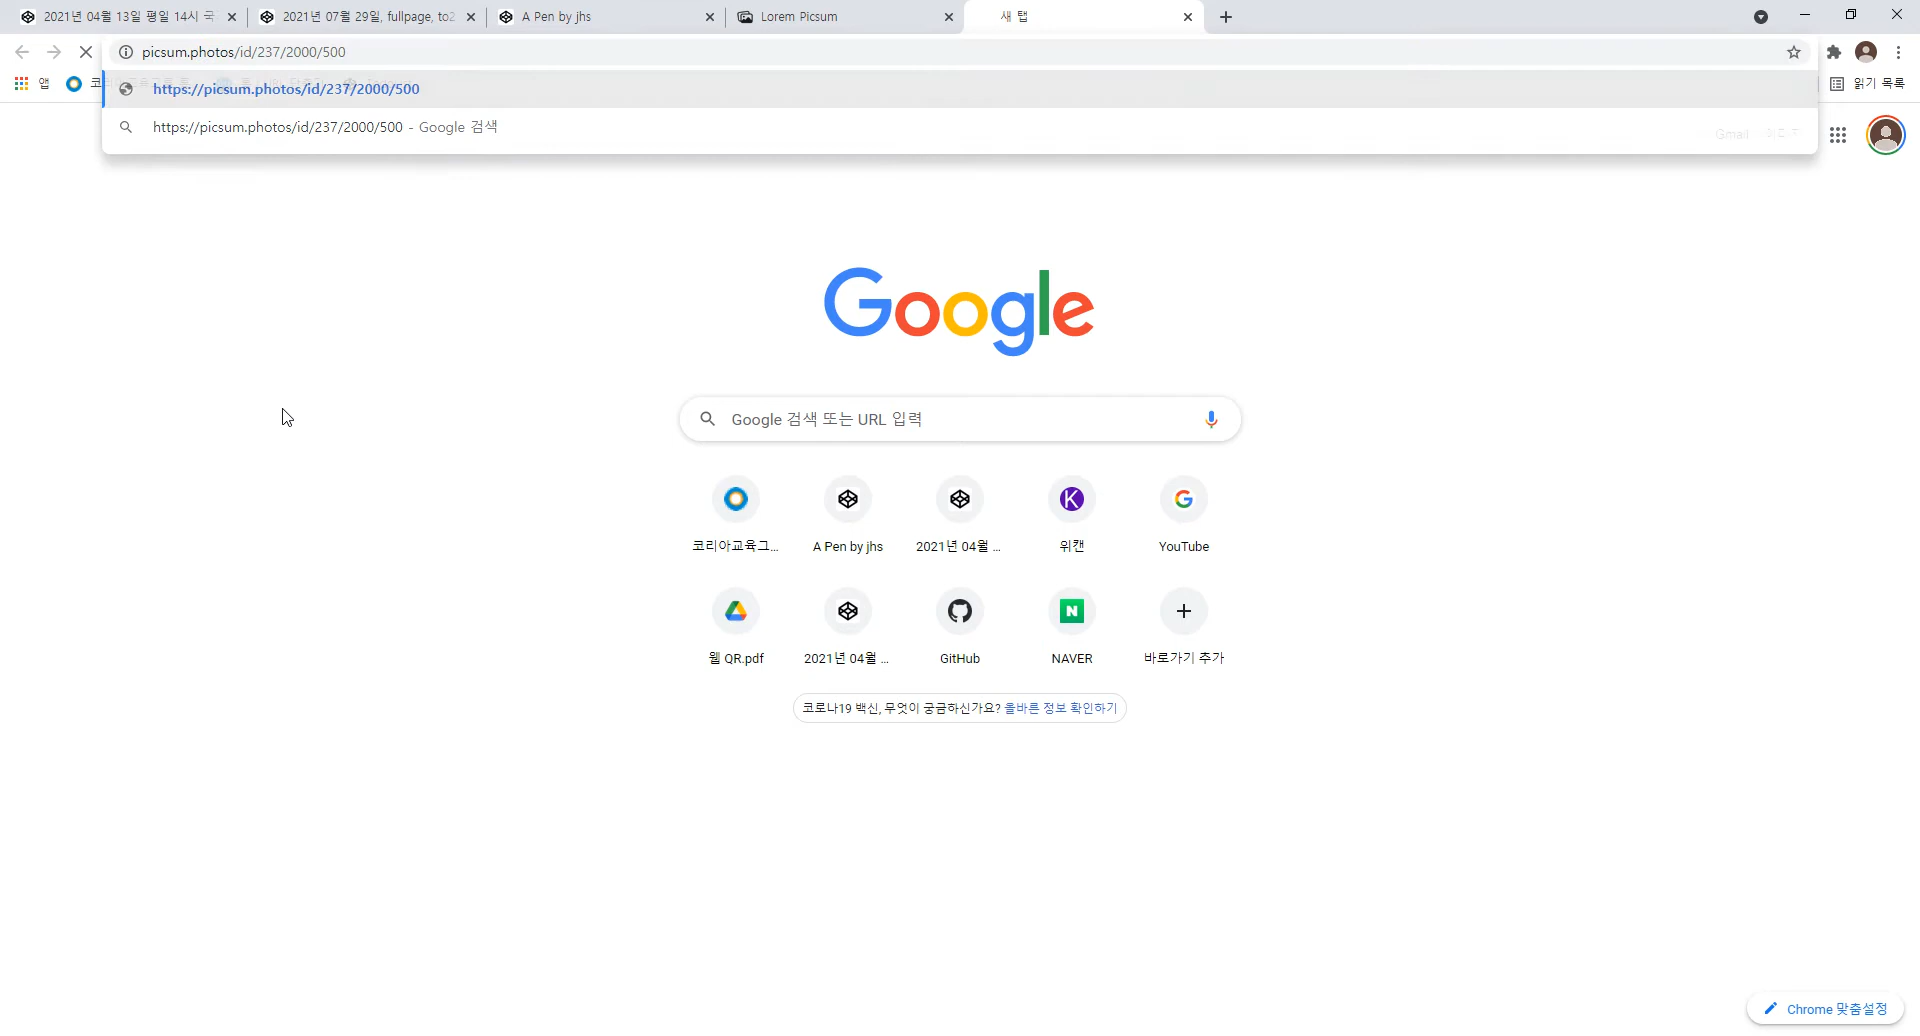 2021년 04월 13일 평일 14시 국
2021년 07월 29일, fullpage, to2
A Pen by jhs
Lorem Picsum
새 탭
picsum.photos/id/237/2000/500
앱
읽기 목록
https://picsum.photos/id/237/2000/500
https://picsum.photos/id/237/2000/500 - Google 검색
Gmail
Google
Google 검색 또는 URL 입력
코리아교육그...
A Pen by jhs
2021년 04월 ...
위캔
YouTube
웹 QR.pdf
2021년 04월 ...
GitHub
NAVER
바로가기 추가
코로나19 백신, 무엇이 궁금하신가요? 올바른 정보 확인하기
Chrome 맞춤설정